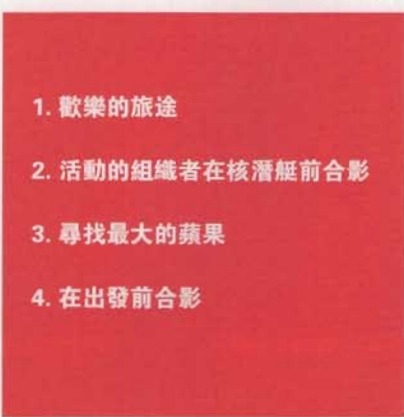 1. 歡樂的旅途
2. 活動的組織者在核潛艇前合影
3. 尋找最大的蘋果
4. 在出發前合影